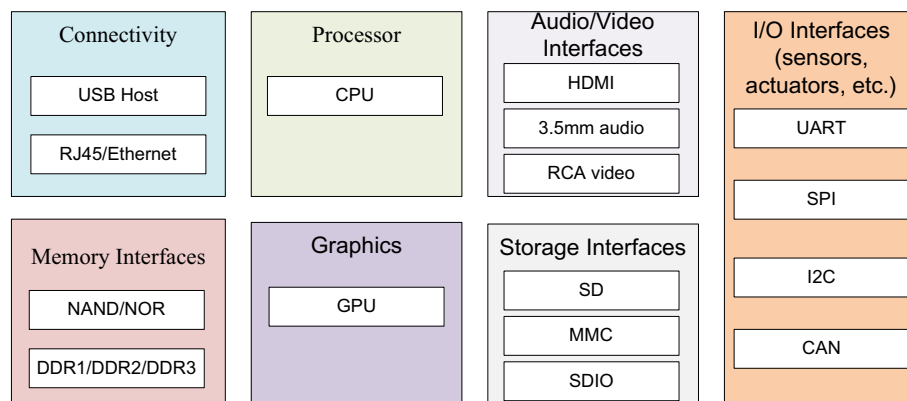 Connectivity
USB Host
RJ45/Ethernet
Processor
CPU
Audio/Video
Interfaces
HDMI
3.5mm audio
RCA video
I/O Interfaces
(sensors,
actuators, etc.)
UART
SPI
I2C
CAN
Memory Interfaces
NAND/NOR
DDR1/DDR2/DDR3
Graphics
GPU
Storage Interfaces
SD
MMC
SDIO